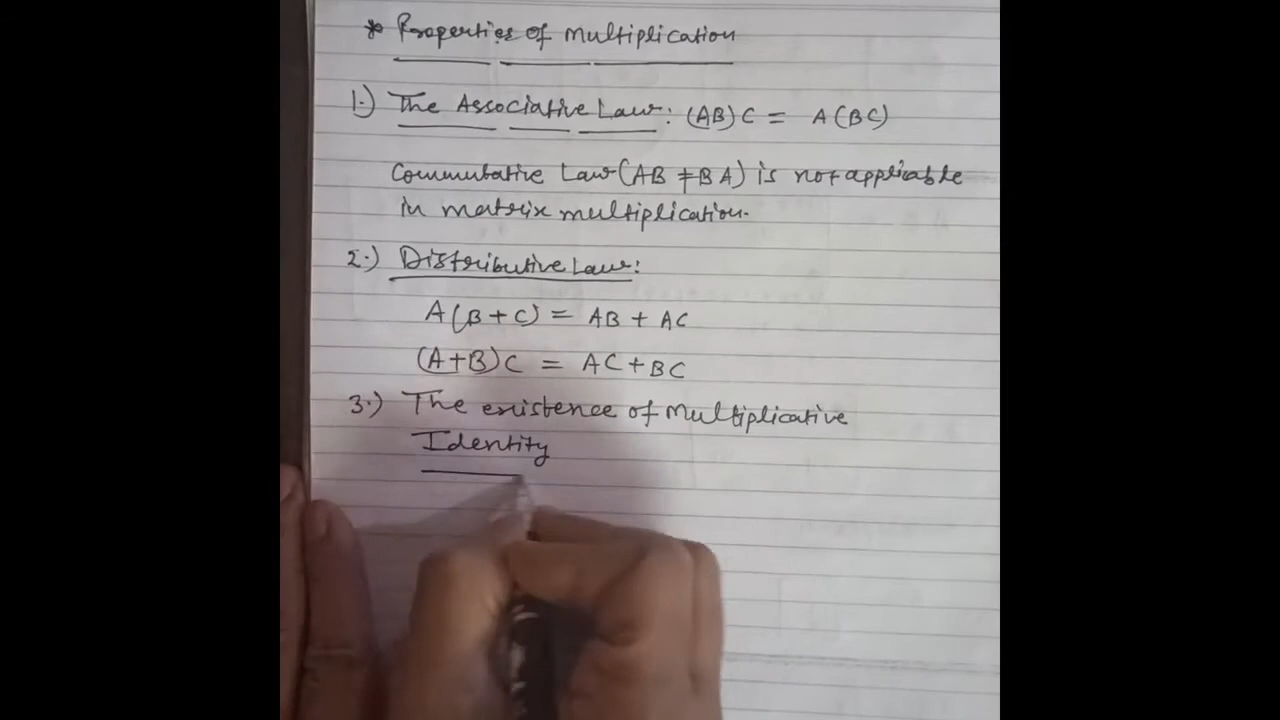 * Properties of Multiplication
1.) The Associative Law: (AB)C = A(BC)
Commutative Law (AB ≠ BA) is not applicable
in matrix multiplication.
2.) Distributive Law:
A(B+C) = AB + AC
(A+B)C = AC + BC
3.) The existence of Multiplicative
Identity